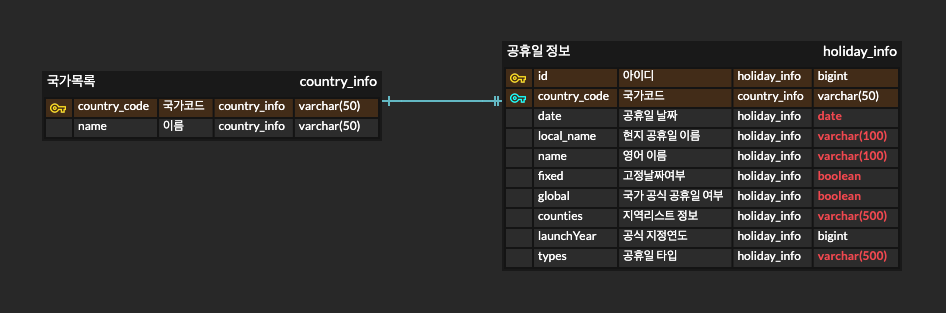 국가목록 country_info
country_code 국가코드 country_info varchar(50)
name 이름 country_info varchar(50)
공휴일 정보 holiday_info
id 아이디 holiday_info bigint
country_code 국가코드 country_info varchar(50)
date 공휴일 날짜 holiday_info date
local_name 현지 공휴일 이름 holiday_info varchar(100)
name 영어 이름 holiday_info varchar(100)
fixed 고정날짜여부 holiday_info boolean
global 국가 공식 공휴일 여부 holiday_info boolean
counties 지역리스트 정보 holiday_info varchar(500)
launchYear 공식 지정연도 holiday_info bigint
types 공휴일 타입 holiday_info varchar(500)